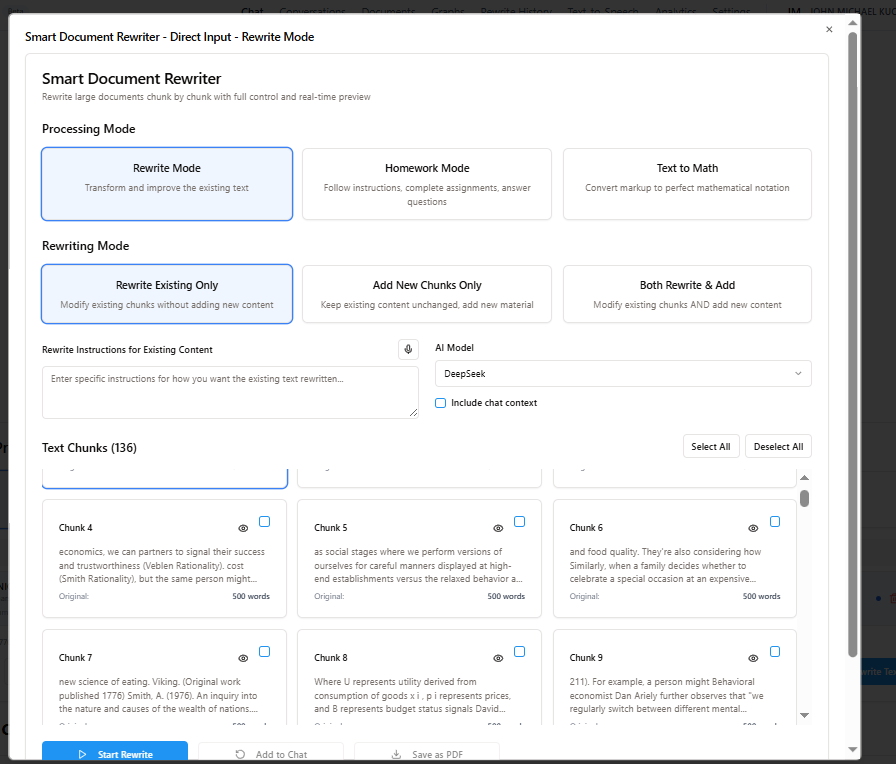 Chat Conversations Documents Graphs Rewrite History Text to Speech Analytics Settings JM JOHN MICHAEL KUC
Smart Document Rewriter - Direct Input - Rewrite Mode
×
Smart Document Rewriter
Rewrite large documents chunk by chunk with full control and real-time preview
Processing Mode
Rewrite Mode
Transform and improve the existing text
Homework Mode
Follow instructions, complete assignments, answer
questions
Text to Math
Convert markup to perfect mathematical notation
Rewriting Mode
Rewrite Existing Only
Modify existing chunks without adding new content
Add New Chunks Only
Keep existing content unchanged, add new material
Both Rewrite & Add
Modify existing chunks AND add new content
Rewrite Instructions for Existing Content
Enter specific instructions for how you want the existing text rewritten...
AI Model
DeepSeek
Include chat context
Text Chunks (136)
Select All
Deselect All
Chunk 4
economics, we can partners to signal their success
and trustworthiness (Veblen Rationality). cost
(Smith Rationality), but the same person might...
Original: 500 words
Chunk 5
as social stages where we perform versions of
ourselves for careful manners displayed at high-
end establishments versus the relaxed behavior a...
Original: 500 words
Chunk 6
and food quality. They're also considering how
Similarly, when a family decides whether to
celebrate a special occasion at an expensive...
Original: 500 words
Chunk 7
new science of eating. Viking. (Original work
published 1776) Smith, A. (1976). An inquiry into
the nature and causes of the wealth of nations....
Chunk 8
Where U represents utility derived from
consumption of goods x i , p i represents prices,
and B represents budget status signals David...
Chunk 9
211). For example, a person might Behavioral
economist Dan Ariely further observes that "we
regularly switch between different mental...
Start Rewrite
Add to Chat
Save as PDF